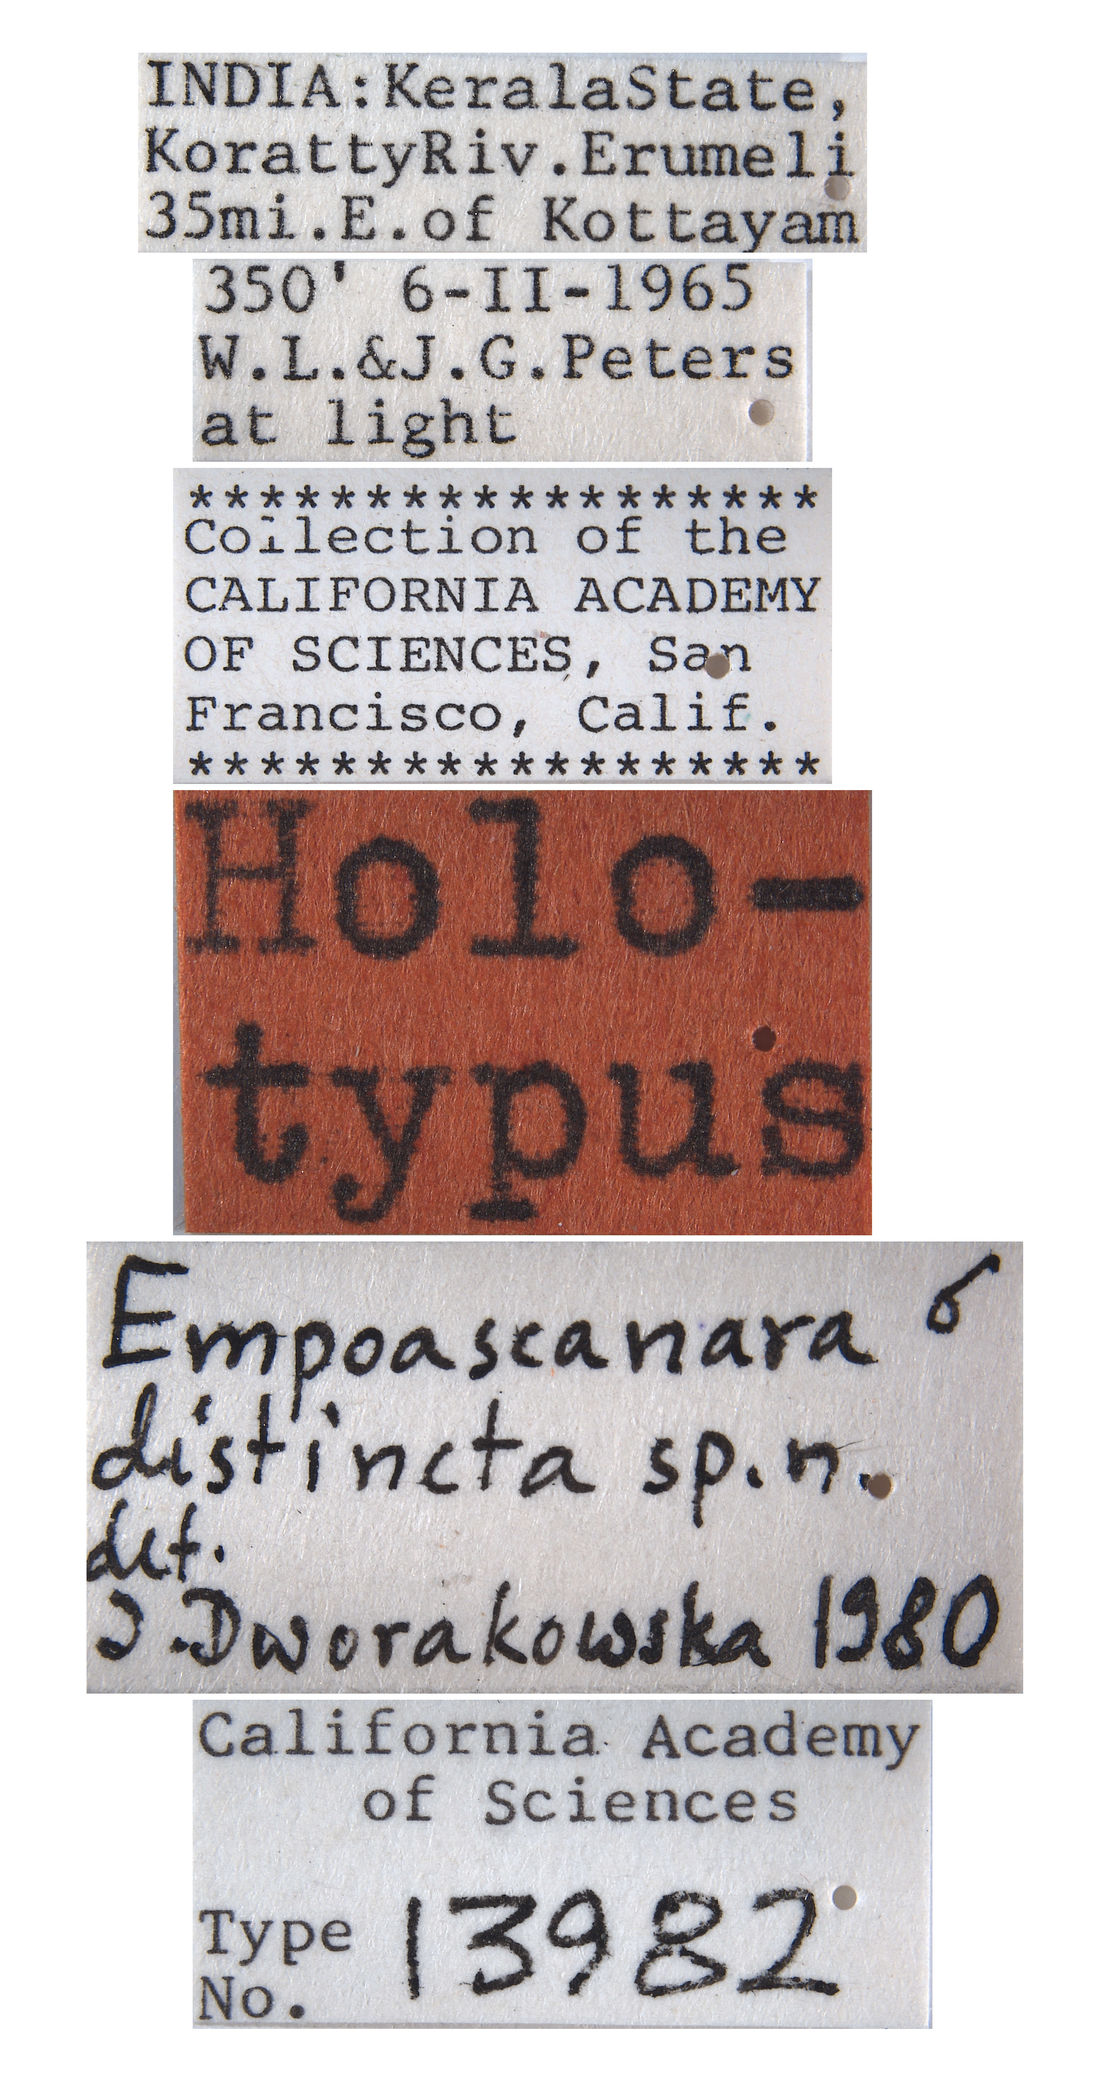 INDIA:KeralaState,
KorattyRiv.Erumeli
35mi.E.of Kottayam
350' 6-II-1965
W.L.&J.G.Peters
at light
******************
Collection of the
CALIFORNIA ACADEMY
OF SCIENCES, San
Francisco, Calif.
******************
Holo-
typus
Empoascanara ♂
distincta sp.n.
det.
J.Dworakowska 1980
California Academy
of Sciences
Type
No. 13982